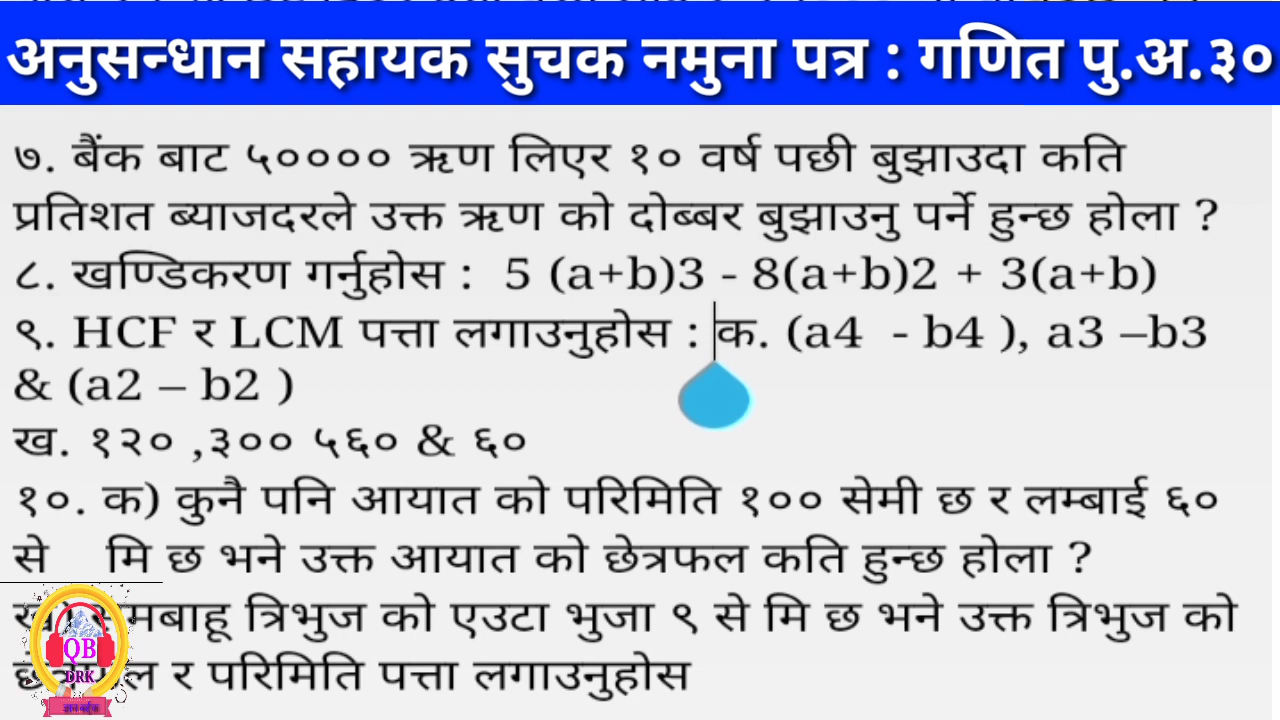 अनुसन्धान सहायक सुचक नमुना पत्र : गणित पु.अ.३०
७. बैंक बाट ५०००० ऋण लिएर १० वर्ष पछी बुझाउदा कति
प्रतिशत ब्याजदरले उक्त ऋण को दोब्बर बुझाउनु पर्ने हुन्छ होला ?
८. खण्डिकरण गर्नुहोस : 5 (a+b)3 - 8(a+b)2 + 3(a+b)
९. HCF र LCM पत्ता लगाउनुहोस : क. (a4 - b4 ), a3 –b3
& (a2 – b2 )
ख. १२० ,३०० ५६० & ६०
१०. क) कुनै पनि आयात को परिमिति १०० सेमी छ र लम्बाई ६०
से मि छ भने उक्त आयात को छेत्रफल कति हुन्छ होला ?
त्रिभुज को एउटा भुजा ९ से मि छ भने उक्त त्रिभुज को
र परिमिति पत्ता लगाउनुहोस
QB
DRK